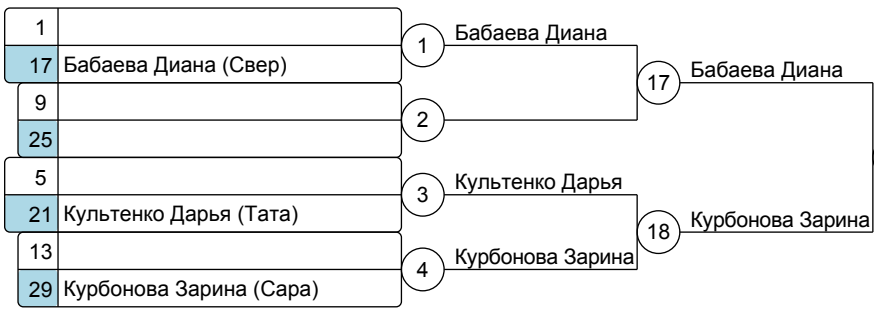 1
17 Бабаева Диана (Свер)
9
25
5
21 Культенко Дарья (Тата)
13
29 Курбонова Зарина (Сара)
1 Бабаева Диана
2
3 Культенко Дарья
4 Курбонова Зарина
17 Бабаева Диана
18 Курбонова Зарина